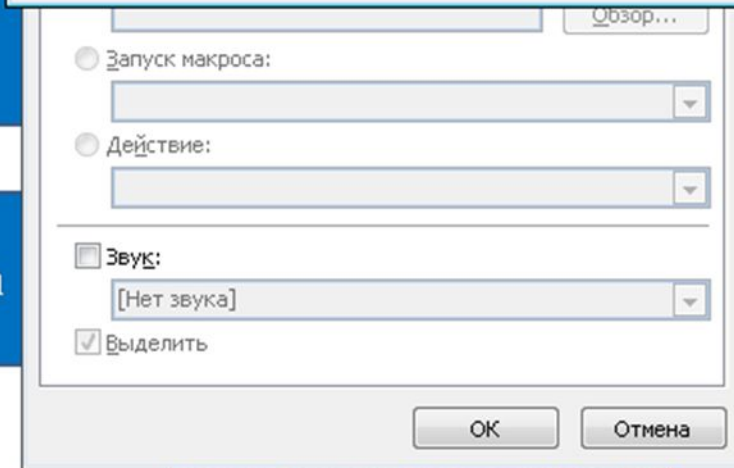 Обзор...
Запуск макроса:
Действие:
Звук:
[Нет звука]
Выделить
ОК
Отмена